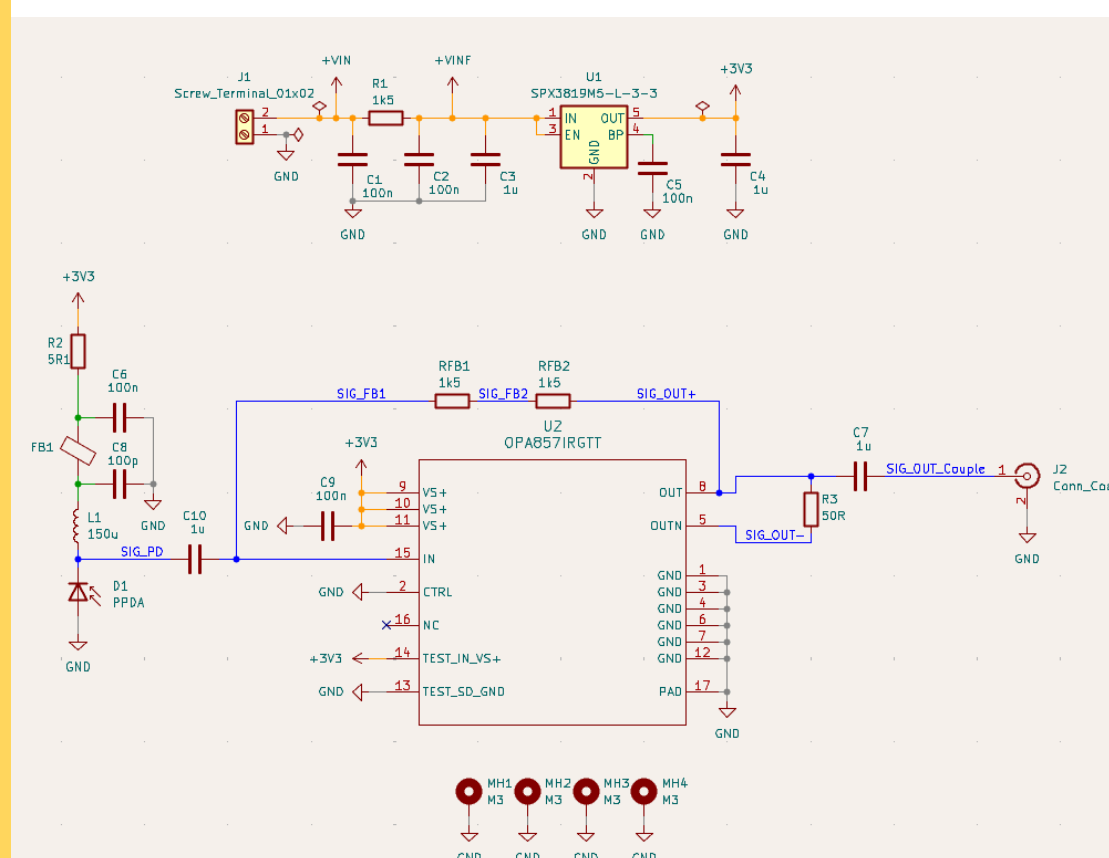 J1
Screw_Terminal_01x02
2
1
GND
+VIN
R1
1k5
+VINF
C1
100n
C2
100n
C3
1u
GND
U1
SPX3819M5-L-3-3
1
IN
3
EN
OUT
5
BP
4
GND
2
GND
C5
100n
GND
+3V3
C4
1u
GND
+3V3
R2
5R1
C6
100n
FB1
C8
100p
GND
L1
150u
SIG_PD
C10
1u
D1
PPDA
GND
SIG_FB1
RFB1
1k5
SIG_FB2
RFB2
1k5
SIG_OUT+
U2
OPA857IRGTT
+3V3
C9
100n
GND
9
VS+
10
VS+
11
VS+
15
IN
GND
2
CTRL
16
NC
+3V3
14
TEST_IN_VS+
GND
13
TEST_SD_GND
OUT
8
OUTN
5
GND
1
GND
3
GND
4
GND
6
GND
7
GND
12
PAD
17
GND
R3
50R
SIG_OUT-
C7
1u
SIG_OUT_Couple
1
2
J2
GND
MH1
M3
MH2
M3
MH3
M3
MH4
M3
GND
GND
GND
GND